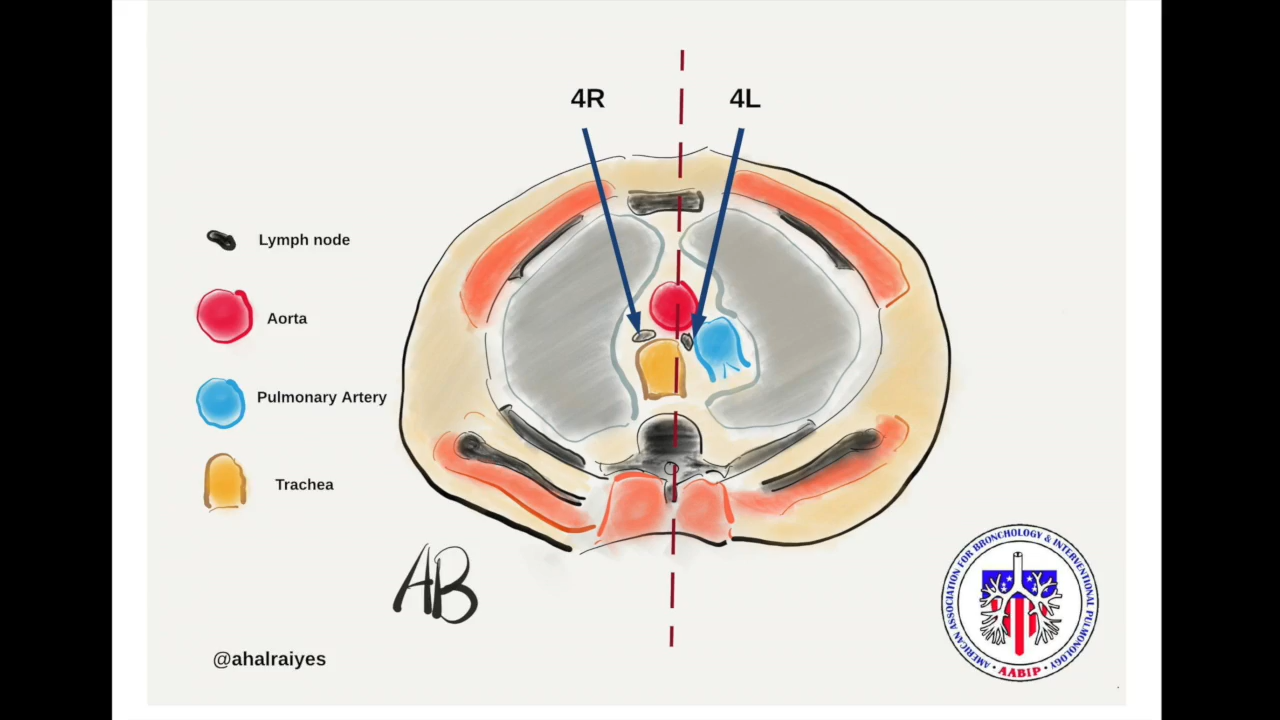 4R
4L
Lymph node
Aorta
Pulmonary Artery
Trachea
AB
@ahalraiyes
AMERICAN ASSOCIATION FOR BRONCHOLOGY & INTERVENTIONAL PULMONOLOGY
• AABIP •